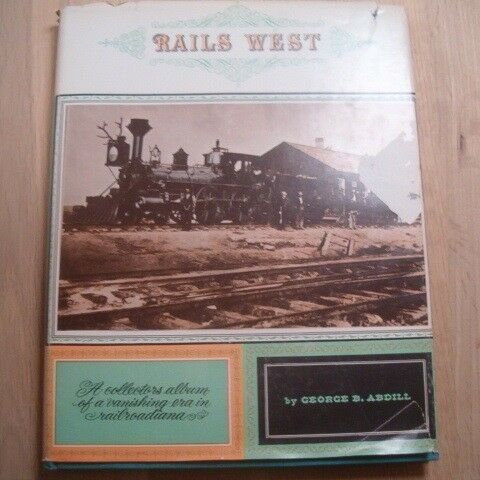 RAILS WEST
A collectors album
of a vanishing era in
railroadiana
by GEORGE B. ABDILL